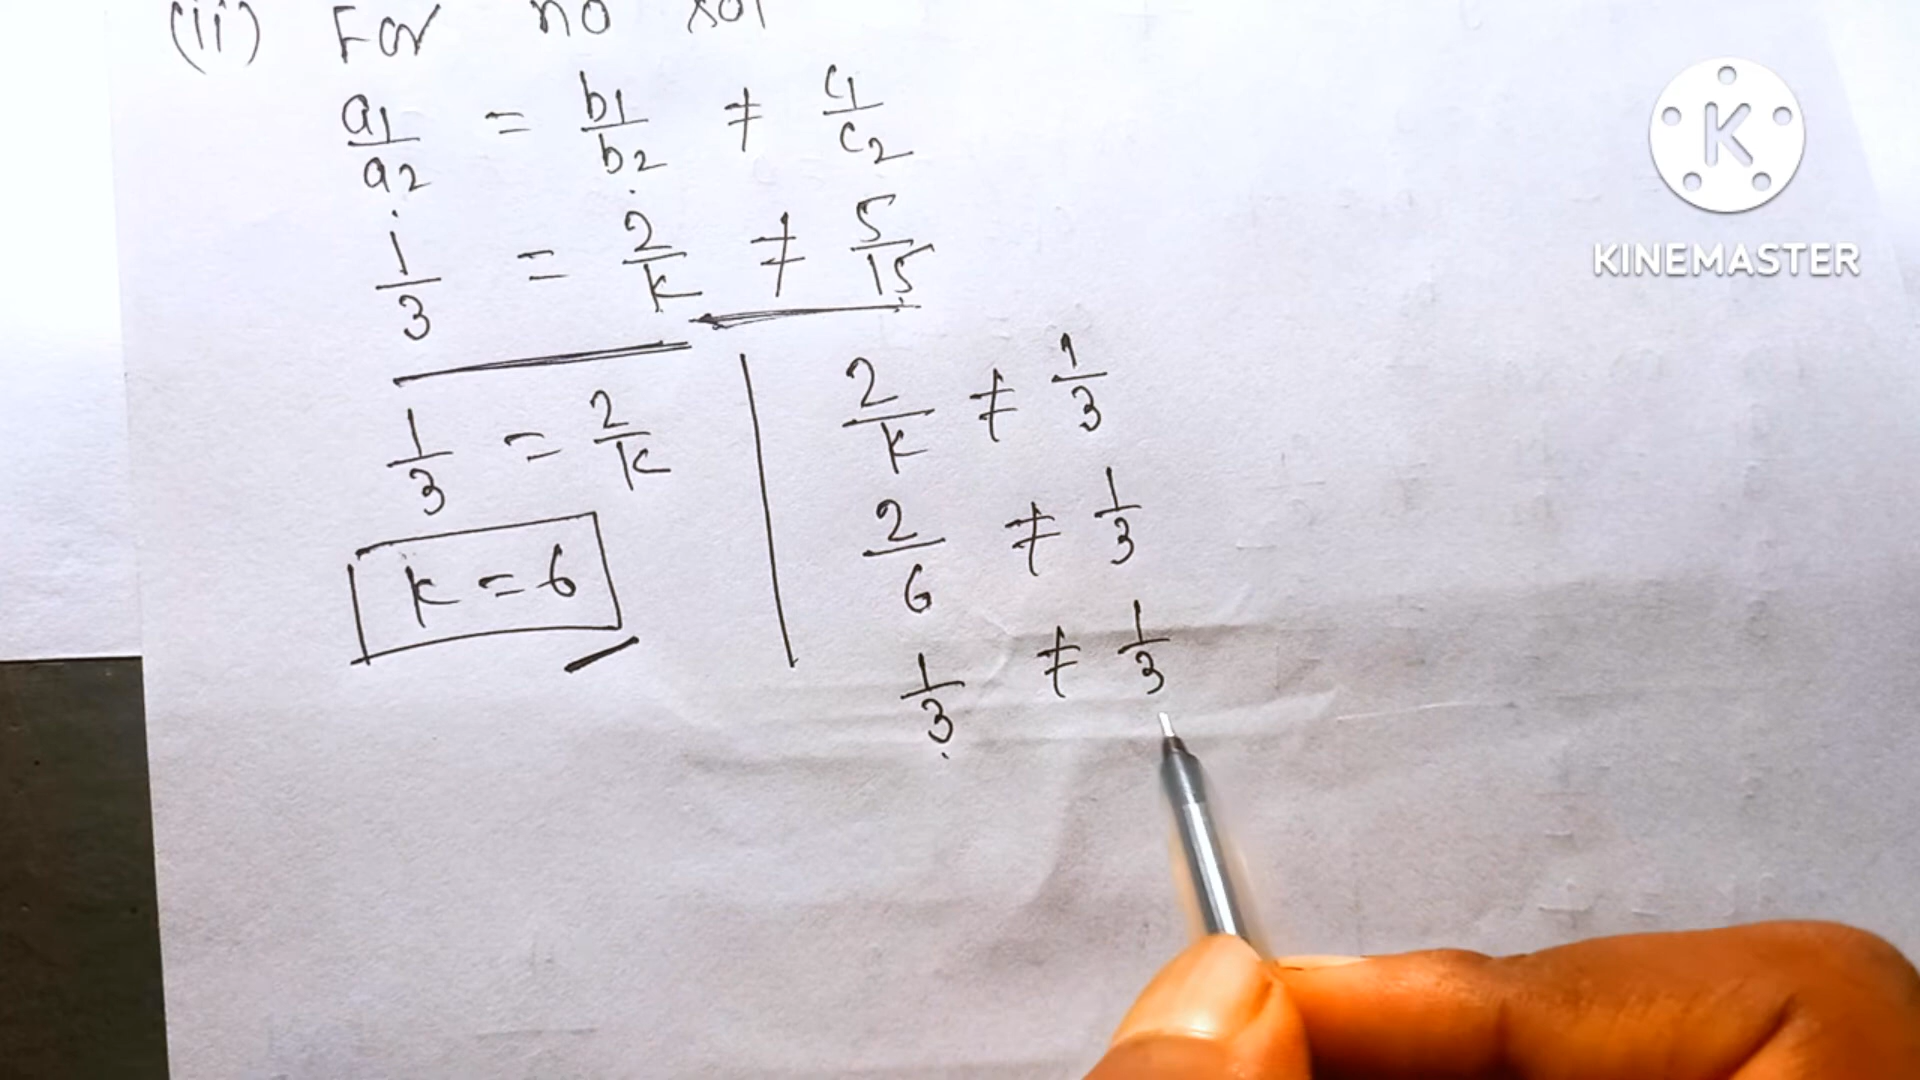 (ii) For no sol
a1/a2 = b1/b2 ≠ c1/c2
1/3 = 2/k ≠ 5/15
1/3 = 2/k
k = 6
2/k ≠ 1/3
2/6 ≠ 1/3
1/3 ≠ 1/3
K
KINEMASTER